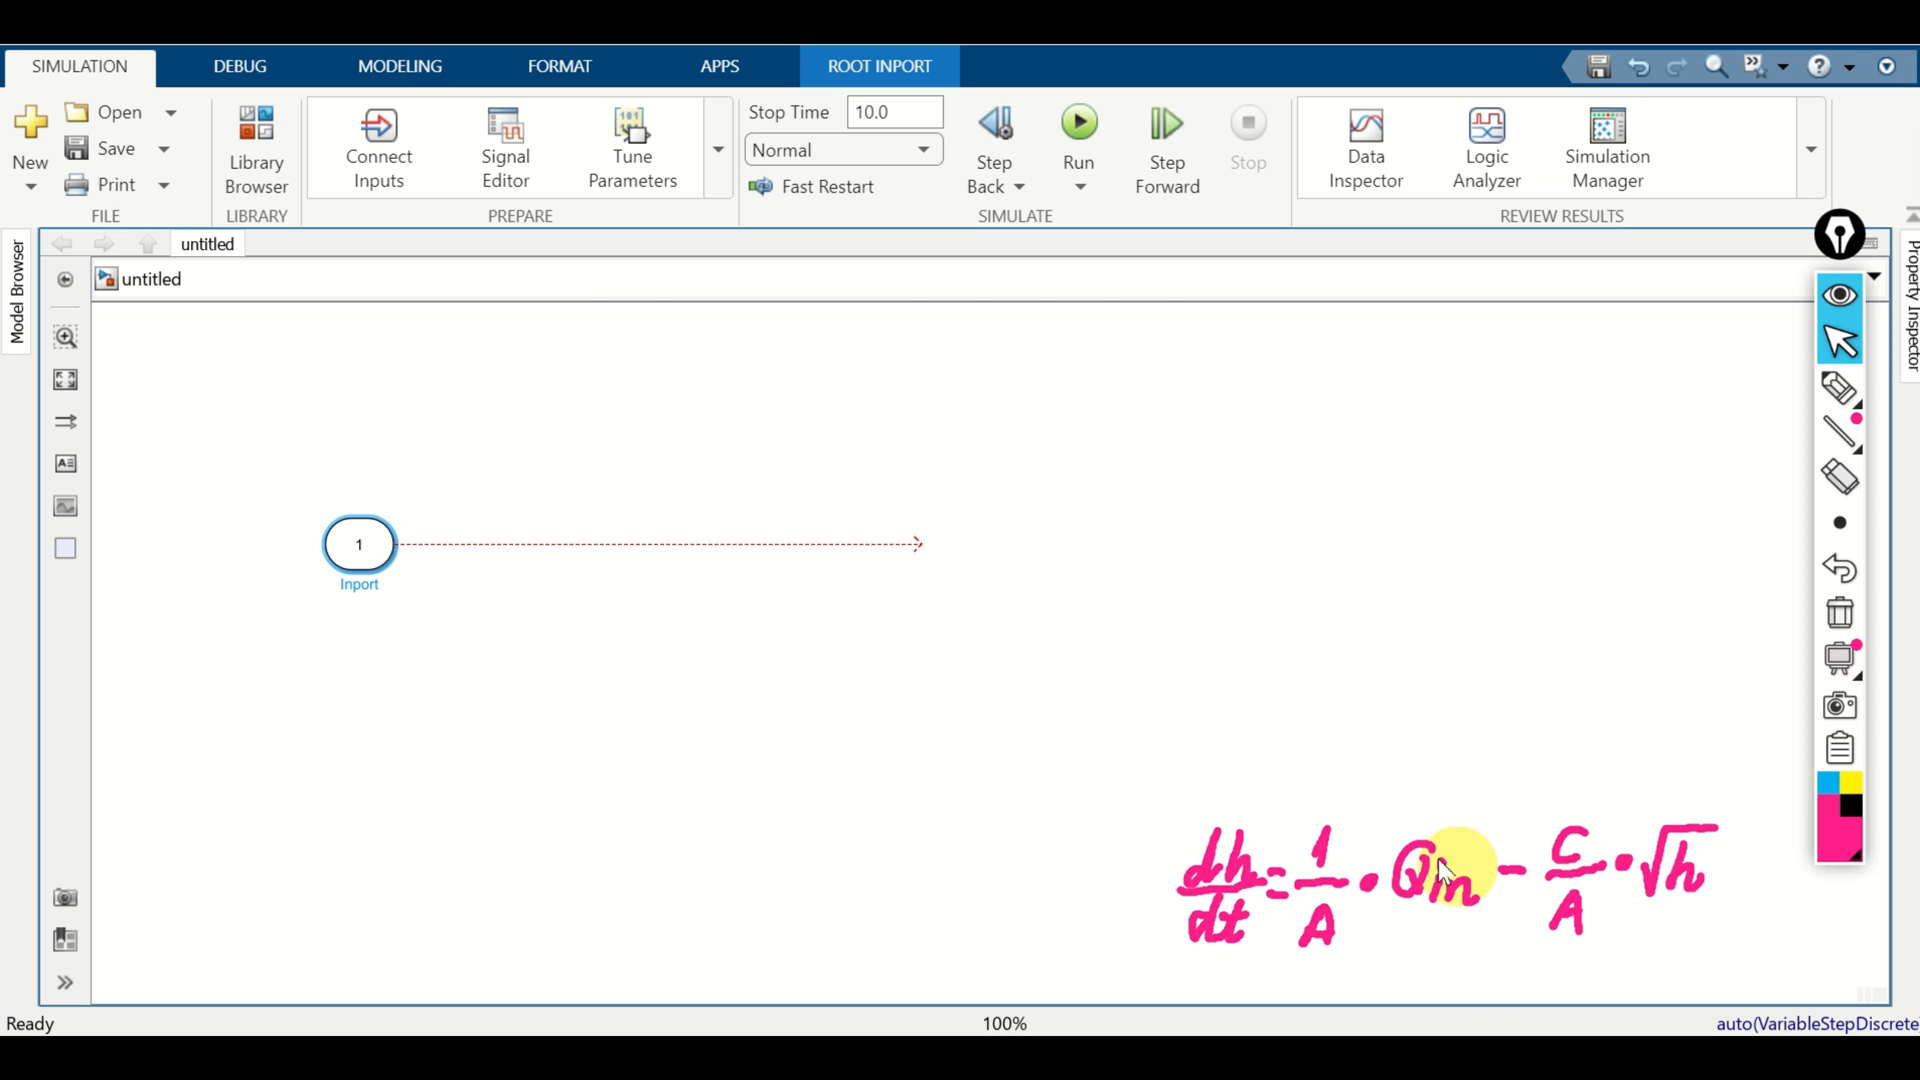 SIMULATION DEBUG MODELING FORMAT APPS ROOT INPORT
New
Open
Save
Print
FILE
Library
Browser
LIBRARY
Connect
Inputs
Signal
Editor
Tune
Parameters
PREPARE
Stop Time 10.0
Normal
Fast Restart
Step
Back
Run
Step
Forward
Stop
SIMULATE
Data
Inspector
Logic
Analyzer
Simulation
Manager
REVIEW RESULTS
Model Browser
Property Inspector
untitled
untitled
1
Inport
dh/dt = 1/A • Qin - C/A • √h
Ready 100% auto(VariableStepDiscrete